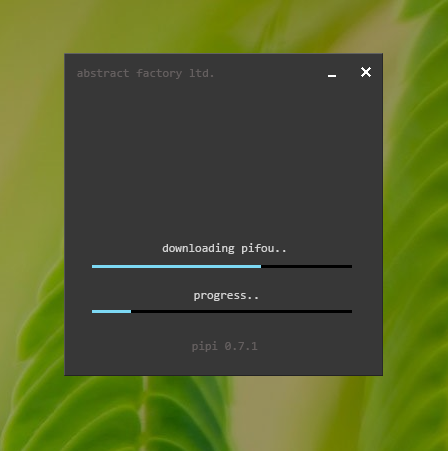 abstract factory ltd.
downloading pifou..
progress..
pipi 0.7.1